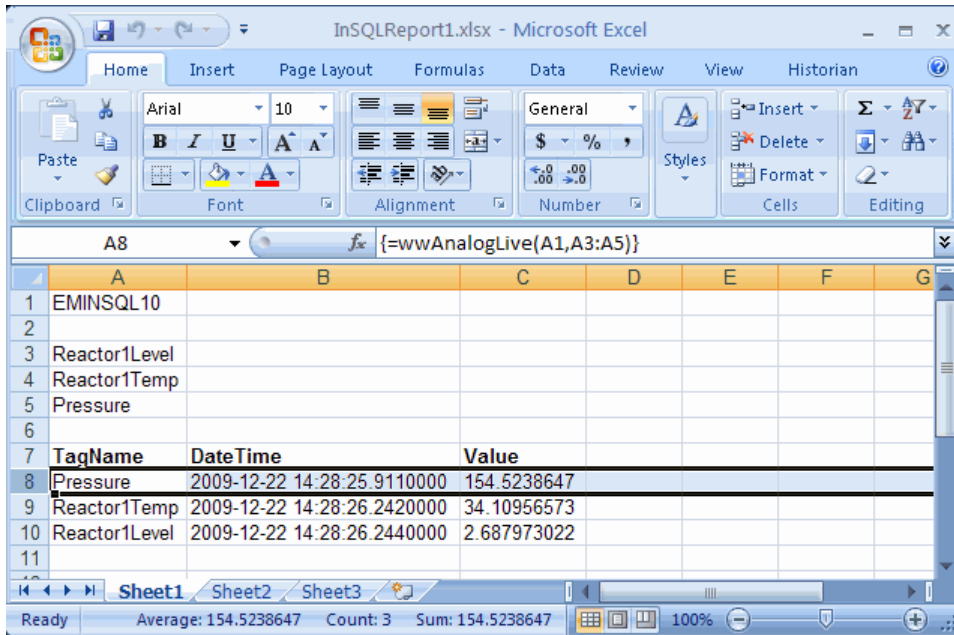 InSQLReport1.xlsx - Microsoft Excel
Home Insert Page Layout Formulas Data Review View Historian
Arial 10 General Insert Σ
Paste B I U A A $ % , Styles Delete
.00 .0 Format
Clipboard Font Alignment Number Cells Editing
A8 fx {=wwAnalogLive(A1,A3:A5)}
A B C D E F G
1 EMINSQL10
2
3 Reactor1Level
4 Reactor1Temp
5 Pressure
6
7 TagName DateTime Value
8 Pressure 2009-12-22 14:28:25.9110000 154.5238647
9 Reactor1Temp 2009-12-22 14:28:26.2420000 34.10956573
10 Reactor1Level 2009-12-22 14:28:26.2440000 2.687973022
11
Sheet1 Sheet2 Sheet3
Ready Average: 154.5238647 Count: 3 Sum: 154.5238647 100%